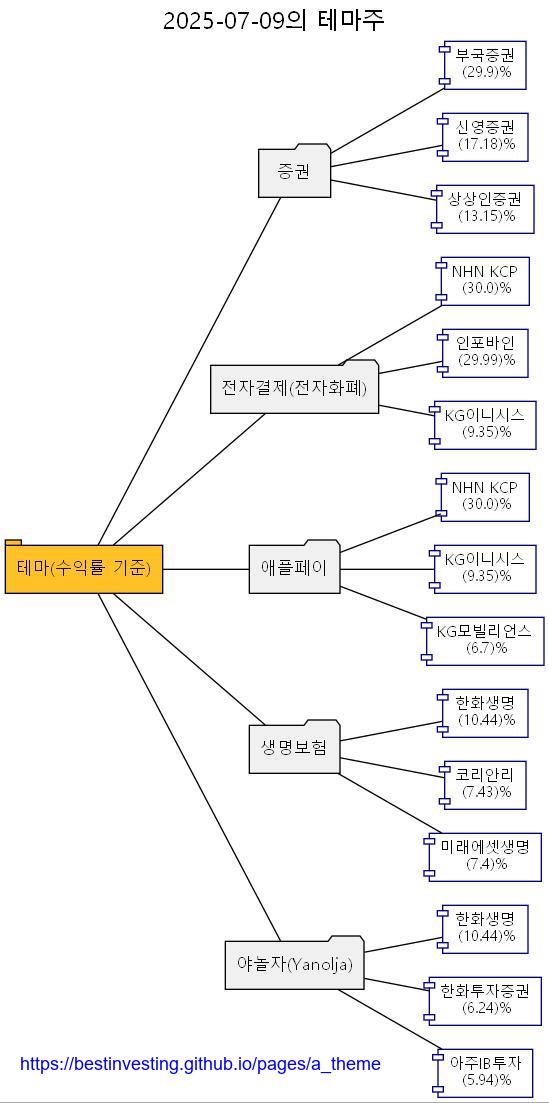 2025-07-09의 테마주
테마(수익률 기준)
증권
부국증권
(29.9)%
신영증권
(17.18)%
상상인증권
(13.15)%
전자결제(전자화폐)
NHN KCP
(30.0)%
인포바인
(29.99)%
KG이니시스
(9.35)%
애플페이
NHN KCP
(30.0)%
KG이니시스
(9.35)%
KG모빌리언스
(6.7)%
생명보험
한화생명
(10.44)%
코리안리
(7.43)%
미래에셋생명
(7.4)%
야놀자(Yanolja)
한화생명
(10.44)%
한화투자증권
(6.24)%
아주IB투자
(5.94)%
https://bestinvesting.github.io/pages/a_theme